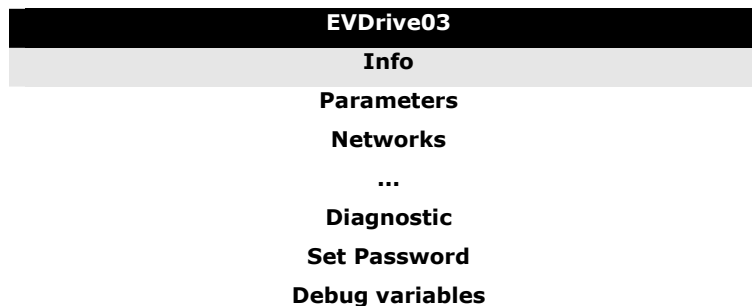 EVDrive03
Info
Parameters
Networks
...
Diagnostic
Set Password
Debug variables